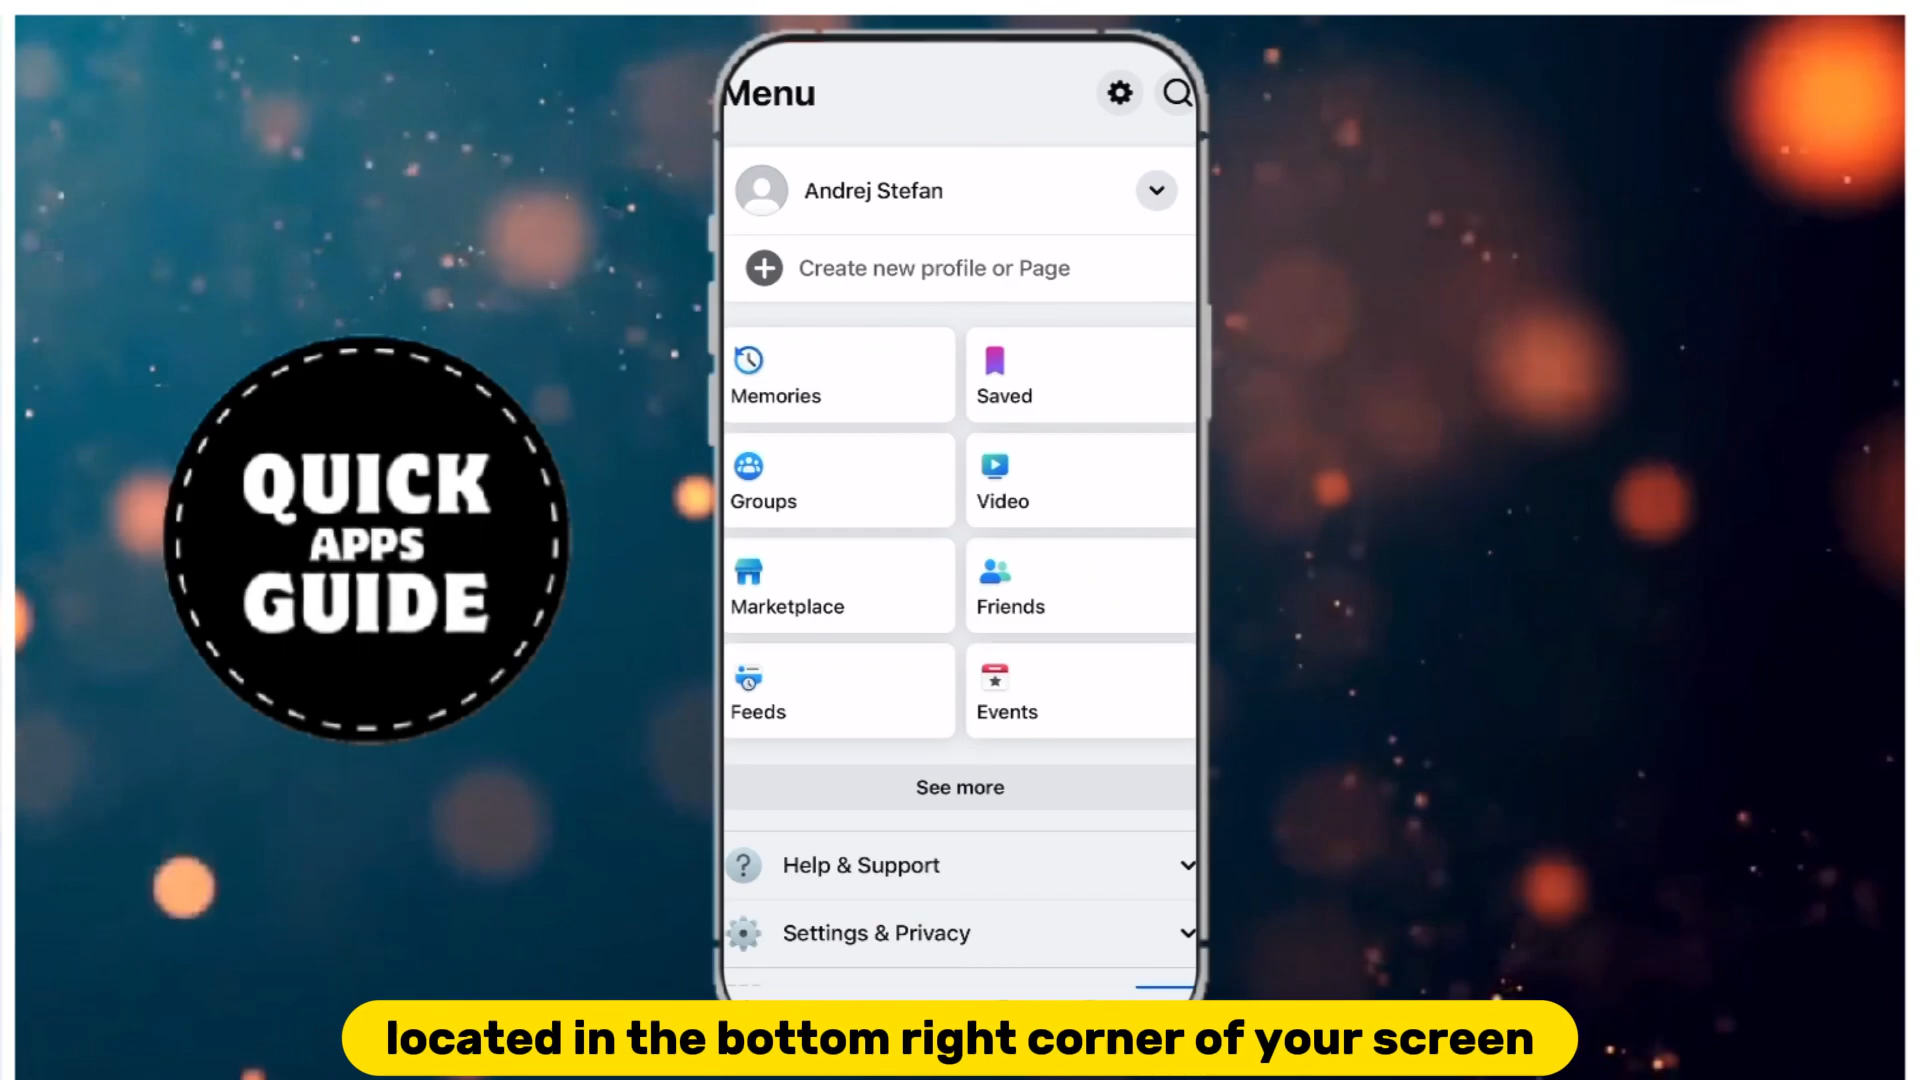 Menu
Andrej Stefan
Create new profile or Page
Memories
Saved
Groups
Video
Marketplace
Friends
Feeds
Events
See more
Help & Support
Settings & Privacy
QUICK
APPS
GUIDE
located in the bottom right corner of your screen